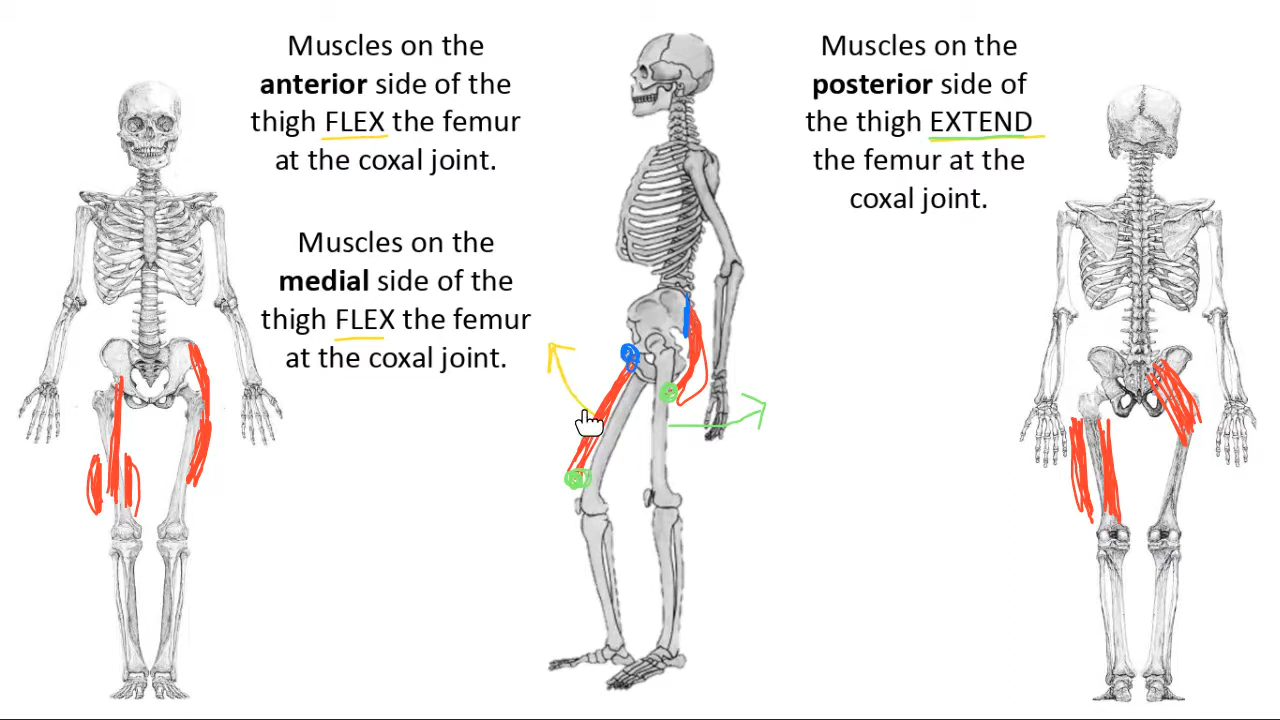 Muscles on the
anterior side of the
thigh FLEX the femur
at the coxal joint.
Muscles on the
medial side of the
thigh FLEX the femur
at the coxal joint.
Muscles on the
posterior side of
the thigh EXTEND
the femur at the
coxal joint.